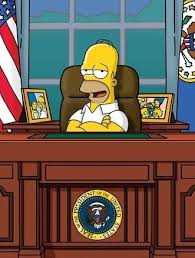 PRESIDENT OF THE UNITED